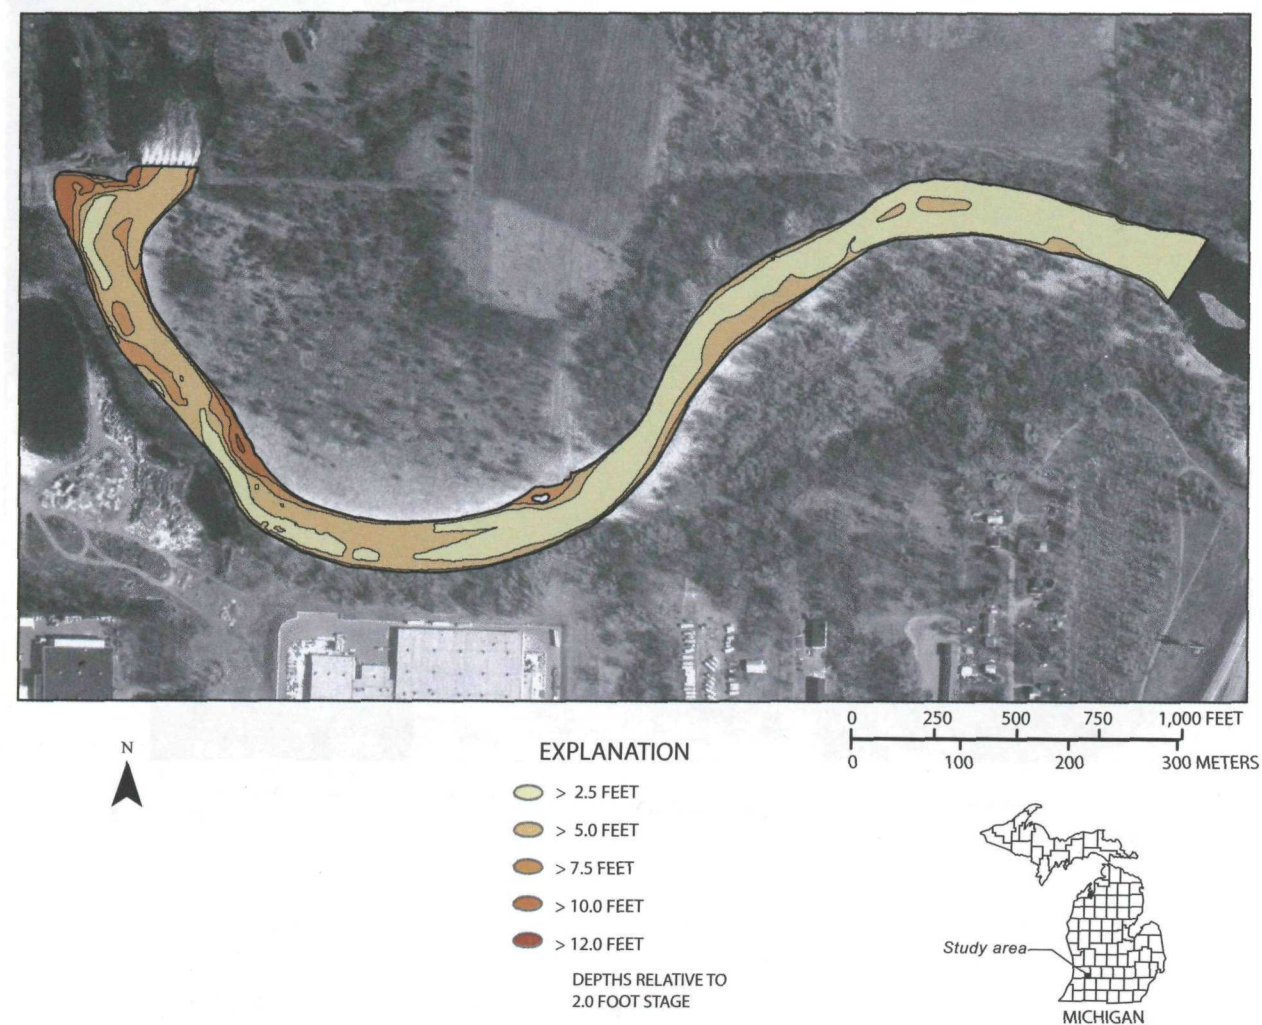 0 250 500 750 1,000 FEET
0 100 200 300 METERS
N
EXPLANATION
> 2.5 FEET
> 5.0 FEET
> 7.5 FEET
> 10.0 FEET
> 12.0 FEET
DEPTHS RELATIVE TO
2.0 FOOT STAGE
Study area
MICHIGAN